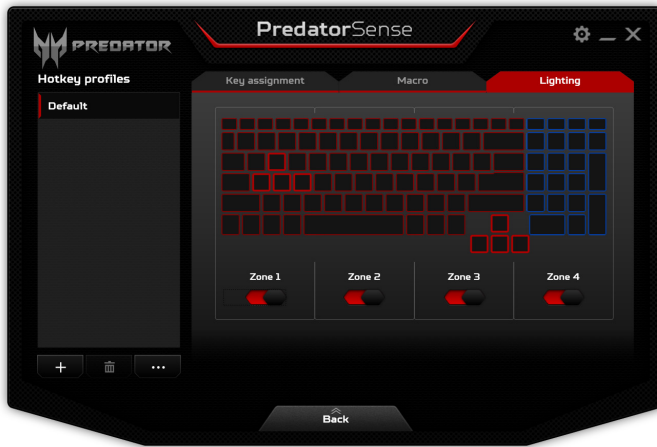 PredatorSense
PREDATOR
Hotkey profiles
Key assignment
Macro
Lighting
Default
Zone 1
Zone 2
Zone 3
Zone 4
Back